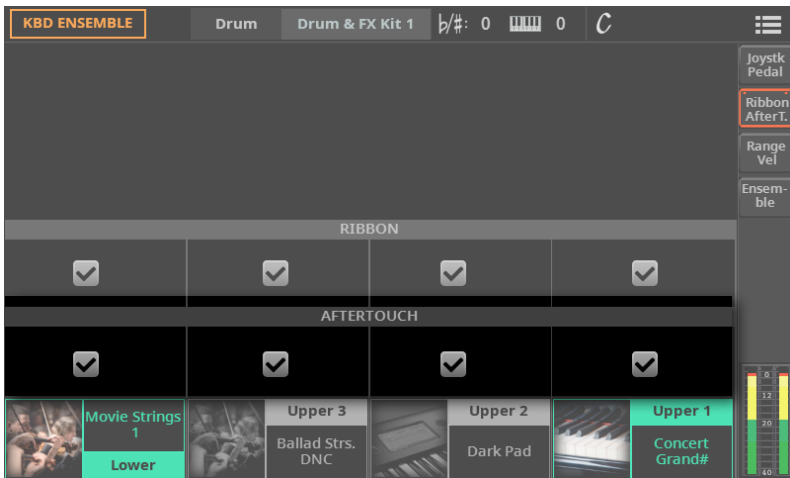 KBD ENSEMBLE Drum Drum & FX Kit 1 ♭/#: 0 0 C
Joystk
Pedal
Ribbon
AfterT.
Range
Vel
Ensem-
ble
RIBBON
AFTERTOUCH
Movie Strings
1
Lower
Upper 3
Ballad Strs.
DNC
Upper 2
Dark Pad
Upper 1
Concert
Grand#
0
12
20
40